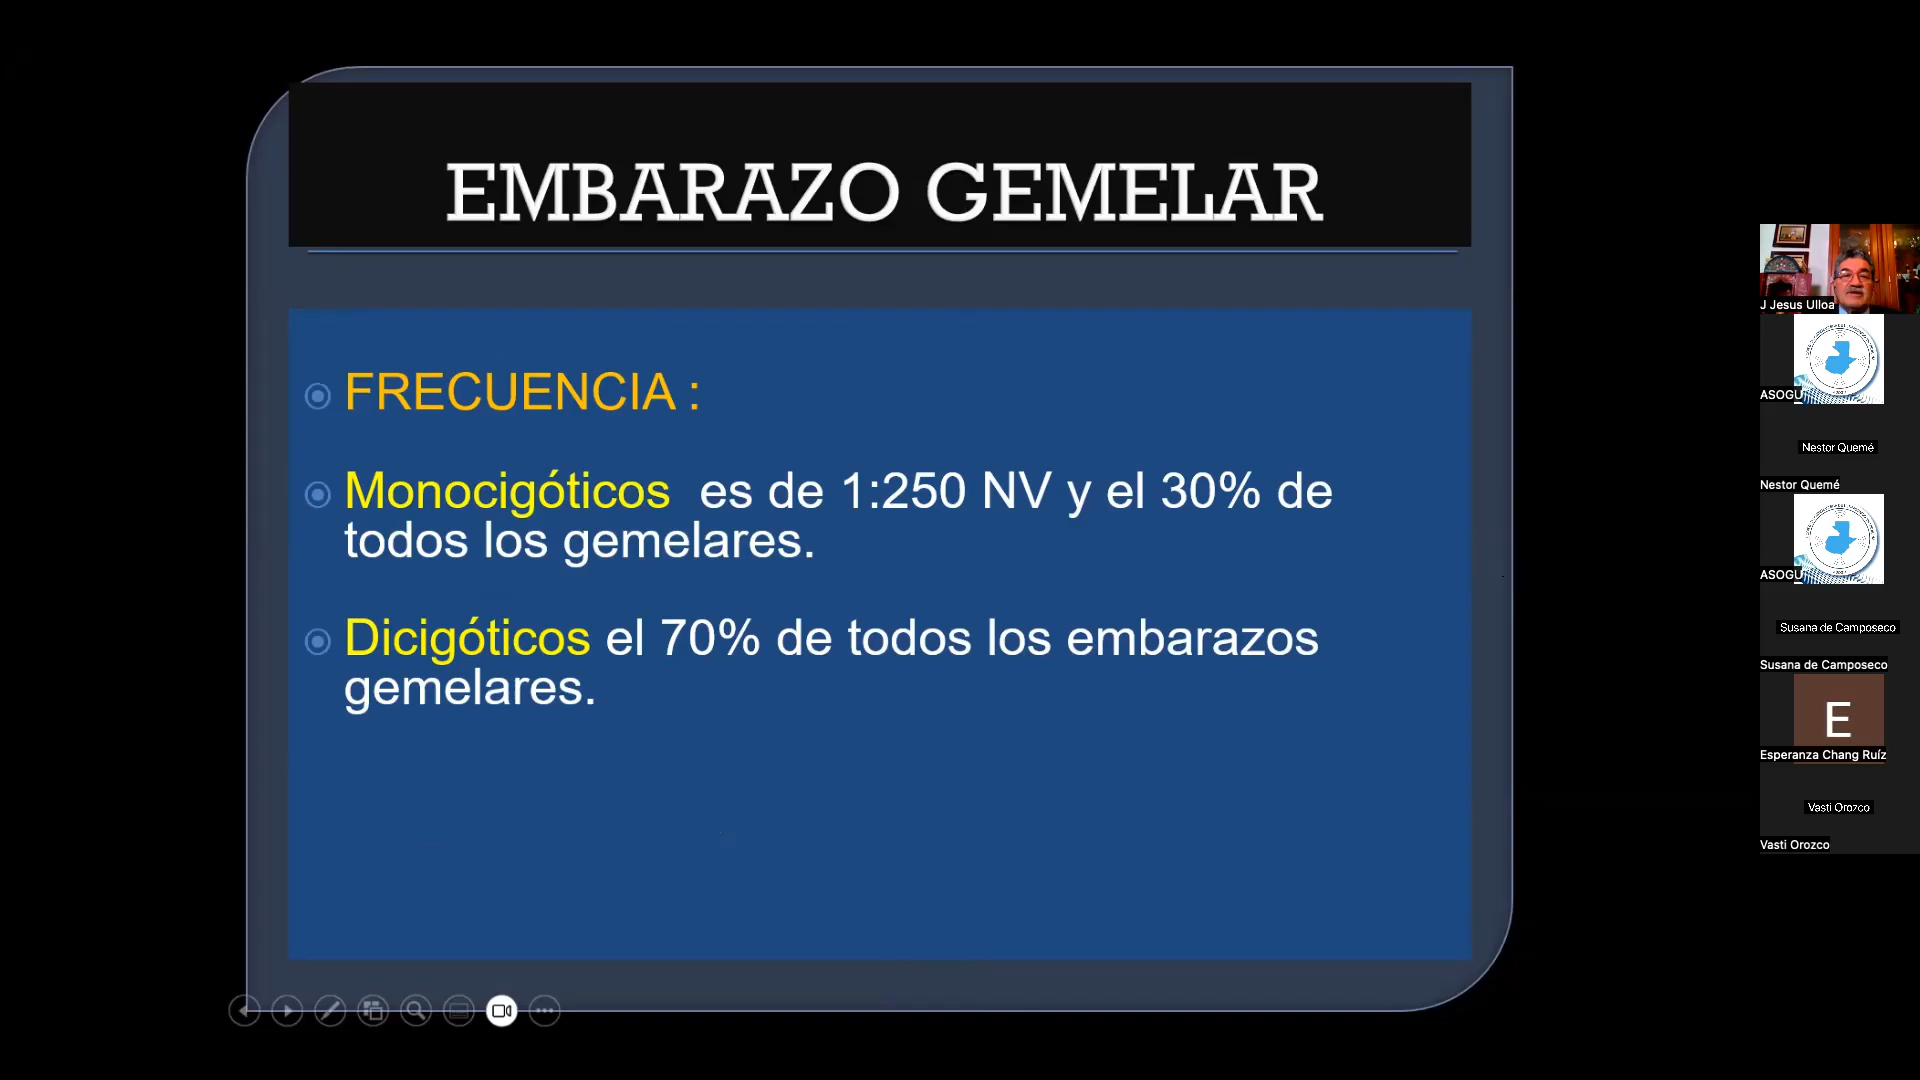 EMBARAZO GEMELAR
FRECUENCIA :
Monocigóticos es de 1:250 NV y el 30% de
todos los gemelares.
Dicigóticos el 70% de todos los embarazos
gemelares.
J Jesus Ulloa
ASOGU
Nestor Quemé
Nestor Quemé
ASOGU
Susana de Camposeco
Susana de Camposeco
E
Esperanza Chang Ruíz
Vasti Orozco
Vasti Orozco